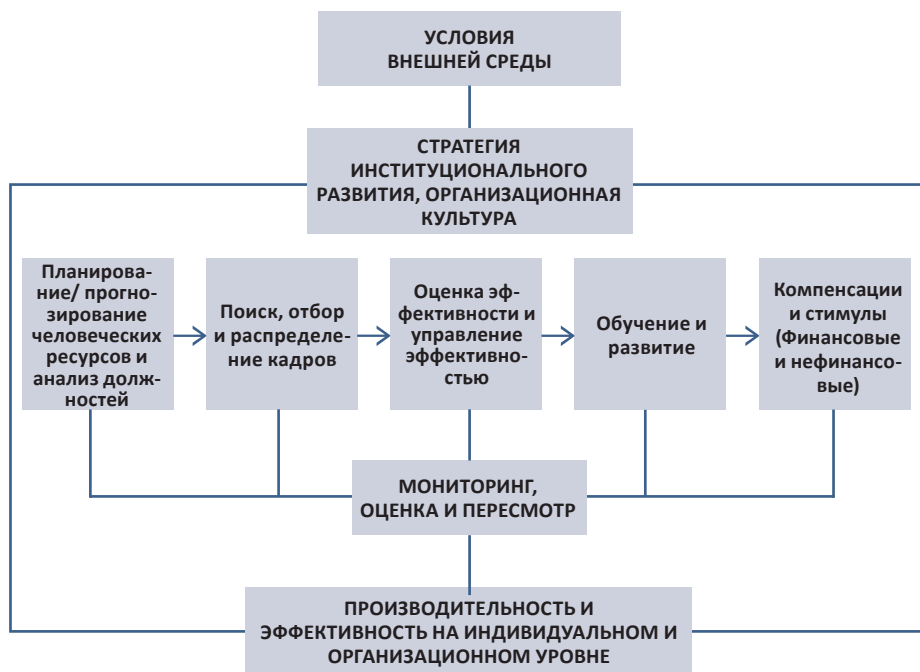 УСЛОВИЯ
ВНЕШНЕЙ СРЕДЫ
СТРАТЕГИЯ
ИНСТИТУЦИОНАЛЬНОГО
РАЗВИТИЯ, ОРГАНИЗАЦИОННАЯ
КУЛЬТУРА
Планирова-
ние/ прогно-
зирование
человеческих
ресурсов и
анализ долж-
ностей
Поиск, отбор
и распределе-
ние кадров
Оценка эф-
фективности и
управление
эффективно-
стью
Обучение и
развитие
Компенсации
и стимулы
(Финансовые
и нефинансо-
вые)
МОНИТОРИНГ,
ОЦЕНКА И ПЕРЕСМОТР
ПРОИЗВОДИТЕЛЬНОСТЬ И
ЭФФЕКТИВНОСТЬ НА ИНДИВИДУАЛЬНОМ И
ОРГАНИЗАЦИОННОМ УРОВНЕ